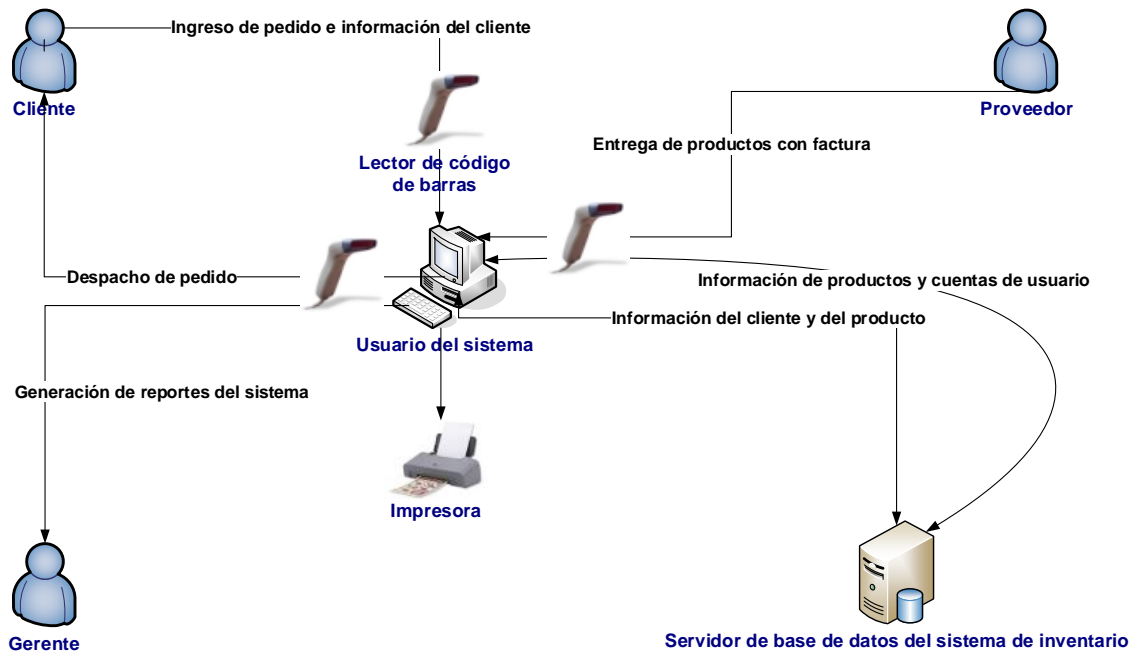 Ingreso de pedido e información del cliente
Cliente
Proveedor
Entrega de productos con factura
Lector de código
de barras
Despacho de pedido
Información de productos y cuentas de usuario
Información del cliente y del producto
Usuario del sistema
Generación de reportes del sistema
Impresora
Gerente
Servidor de base de datos del sistema de inventario